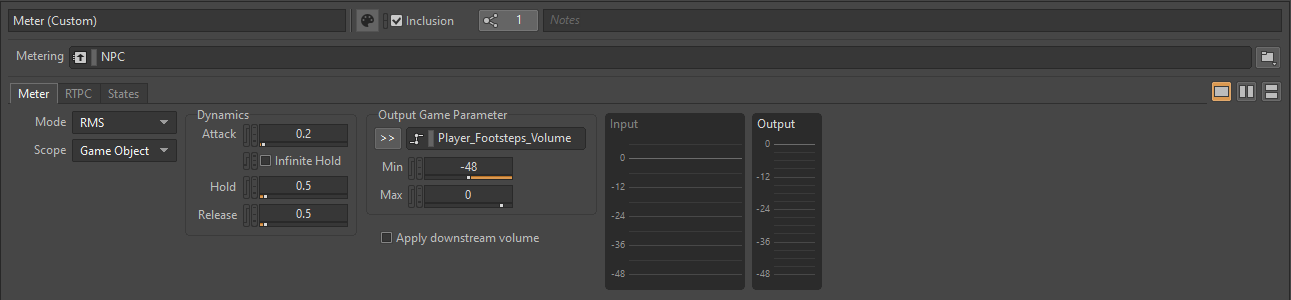 Meter (Custom)
Inclusion
1
Notes
Metering
NPC
Meter
RTPC
States
Mode
RMS
Scope
Game Object
Dynamics
Attack
0.2
Infinite Hold
Hold
0.5
Release
0.5
Output Game Parameter
>>
Player_Footsteps_Volume
Min
-48
Max
0
Apply downstream volume
Input
0
-12
-24
-36
-48
Output
0
-12
-24
-36
-48